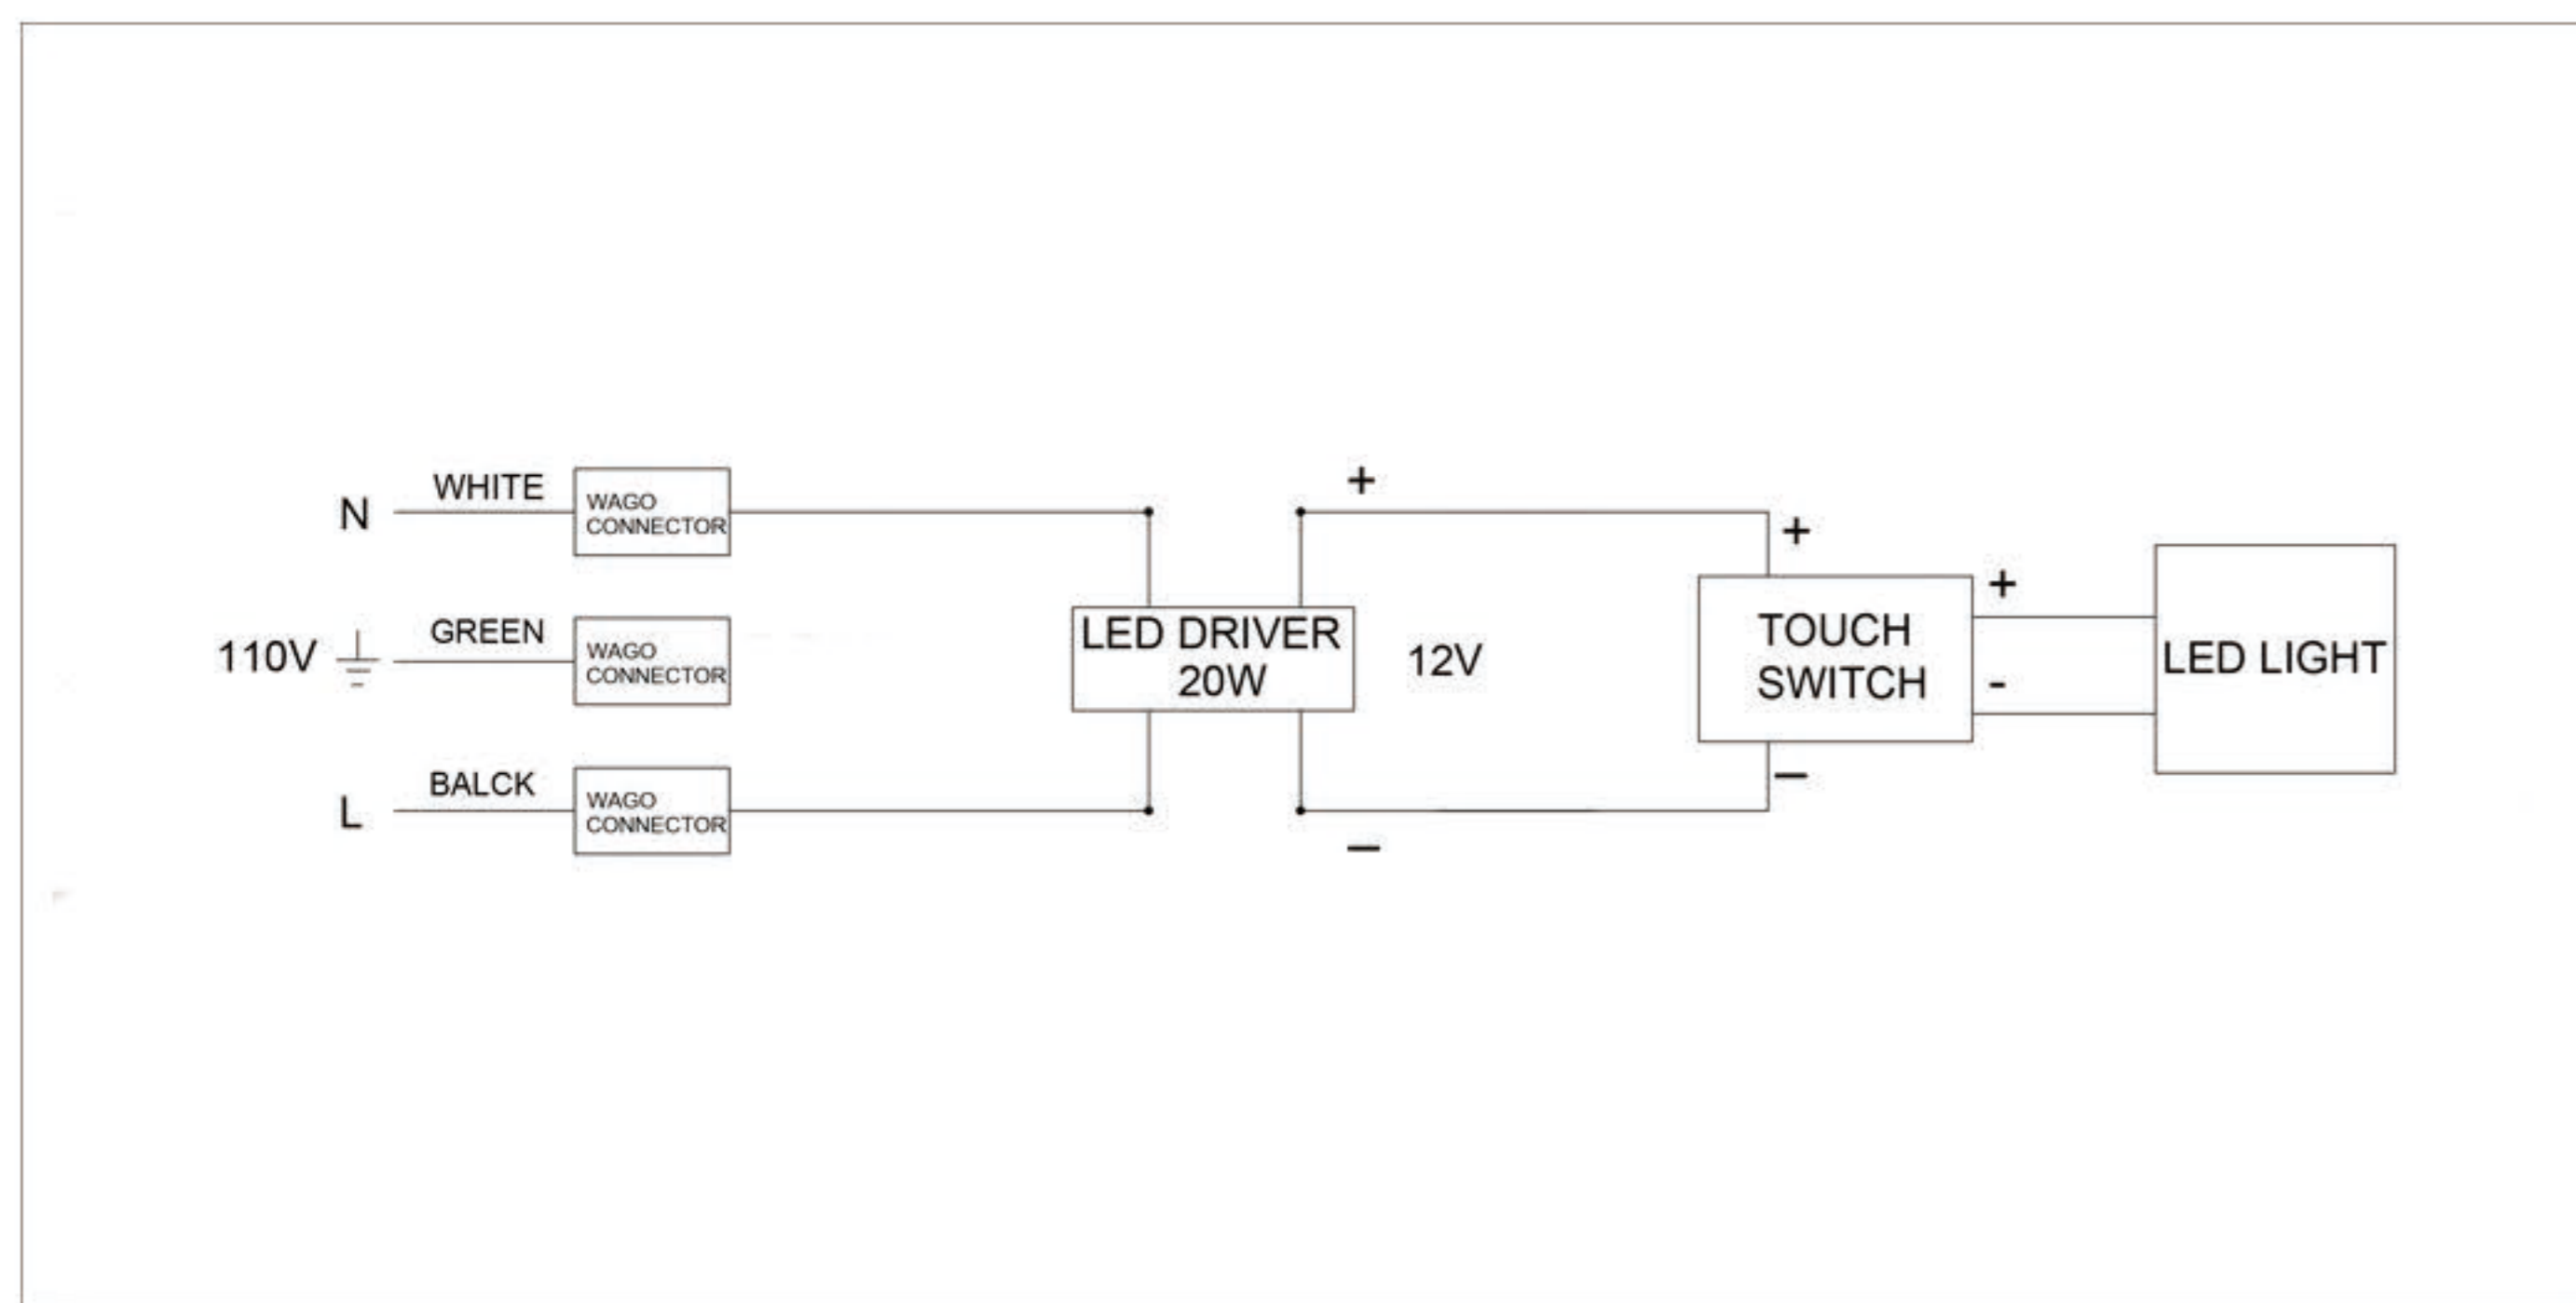 N
WHITE
WAGO
CONNECTOR
110V
GREEN
WAGO
CONNECTOR
L
BALCK
WAGO
CONNECTOR
+
LED DRIVER
20W
12V
–
+
TOUCH
SWITCH
–
+
-
LED LIGHT